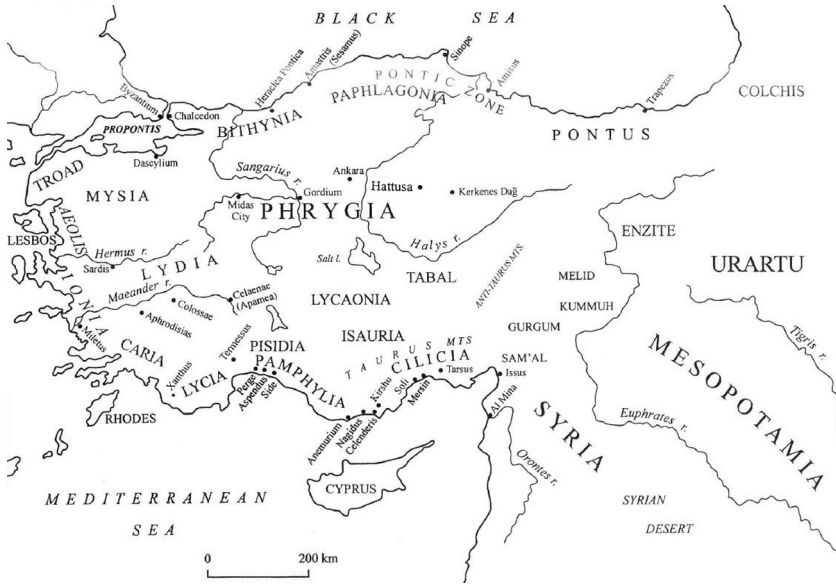 BLACK SEA
Sinope
Heraclea Pontica
Amastris
(Sesamus)
PONTIC ZONE
Amisus
PAPHLAGONIA
Trapezus
COLCHIS
Byzantium
Chalcedon
PROPONTIS
BITHYNIA
PONTUS
Dascylium
TROAD
Sangarius r.
Ankara
MYSIA
Hattusa
Kerkenes Dağ
Midas
City
Gordium
PHRYGIA
AEOLIS
LESBOS
ENZITE
Hermus r.
Halys r.
Sardis
LYDIA
Salt l.
TABAL
ANTI-TAURUS MTS.
MELID
URARTU
IONIA
Maeander r.
Celaenae
(Apamea)
LYCAONIA
KUMMUH
Colossae
Aphrodisias
GURGUM
Tigris r.
Miletus
ISAURIA
PISIDIA
Termessus
TAURUS MTS
CARIA
PAMPHYLIA
CILICIA
SAM'AL
MESOPOTAMIA
Xanthus
LYCIA
Tarsus
Issus
Perge
Aspendus
Side
Kirshu
Soli
Mersin
RHODES
Al Mina
SYRIA
Euphrates r.
Anemurium
Nagidus
Celenderis
Orontes r.
CYPRUS
MEDITERRANEAN
SEA
SYRIAN
DESERT
0 200 km